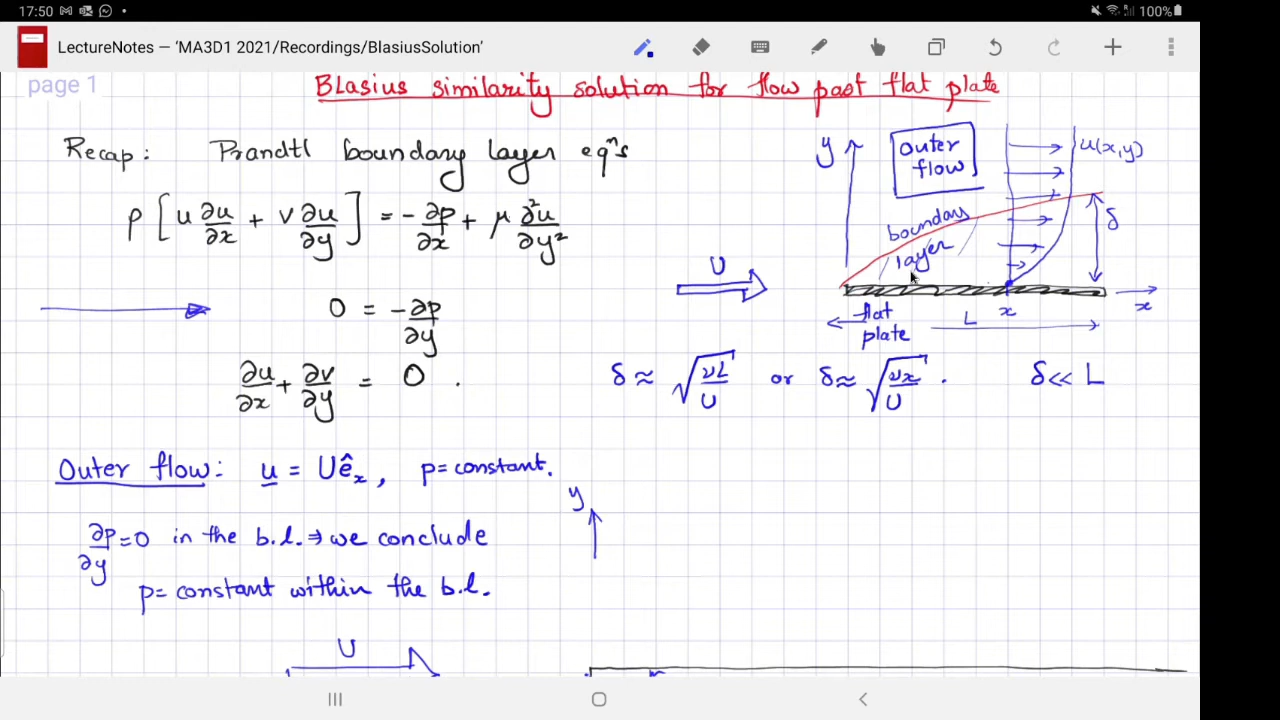 17:50
100%
LectureNotes — ‘MA3D1 2021/Recordings/BlasiusSolution’
page 1
Blasius similarity solution for flow past flat plate
Recap: Prandtl boundary layer eqⁿs
ρ [ u ∂u/∂x + v ∂u/∂y ] = -∂p/∂x + μ ∂²u/∂y²
0 = -∂p/∂y
∂u/∂x + ∂v/∂y = 0 .
y
outer
flow
u(x,y)
boundary
layer
δ
U
x
x
flat
plate
L
δ ≈ √(νL/U) or δ ≈ √(νx/U) . δ << L
Outer flow: u = Uêₓ, p = constant.
y
∂p/∂y = 0 in the b.l. ⇒ we conclude
p = constant within the b.l.
U